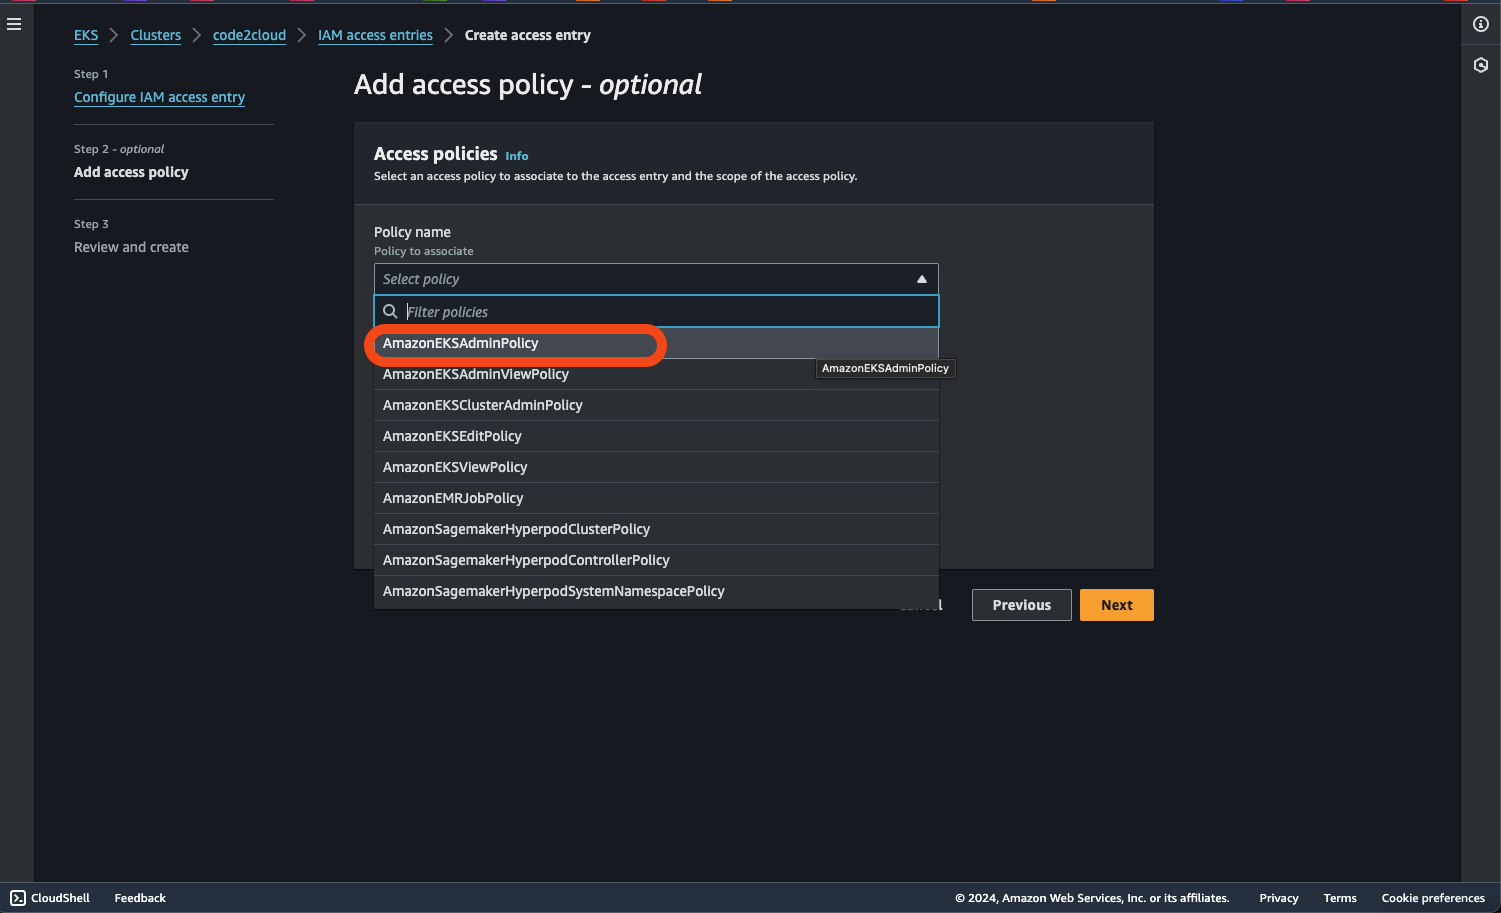 EKS > Clusters > code2cloud > IAM access entries > Create access entry
Step 1
Configure IAM access entry
Step 2 - optional
Add access policy
Step 3
Review and create
Add access policy - optional
Access policies Info
Select an access policy to associate to the access entry and the scope of the access policy.
Policy name
Policy to associate
Select policy
Filter policies
AmazonEKSAdminPolicy
AmazonEKSAdminPolicy
AmazonEKSAdminViewPolicy
AmazonEKSClusterAdminPolicy
AmazonEKSEditPolicy
AmazonEKSViewPolicy
AmazonEMRJobPolicy
AmazonSagemakerHyperpodClusterPolicy
AmazonSagemakerHyperpodControllerPolicy
AmazonSagemakerHyperpodSystemNamespacePolicy
Previous Next
CloudShell Feedback © 2024, Amazon Web Services, Inc. or its affiliates. Privacy Terms Cookie preferences